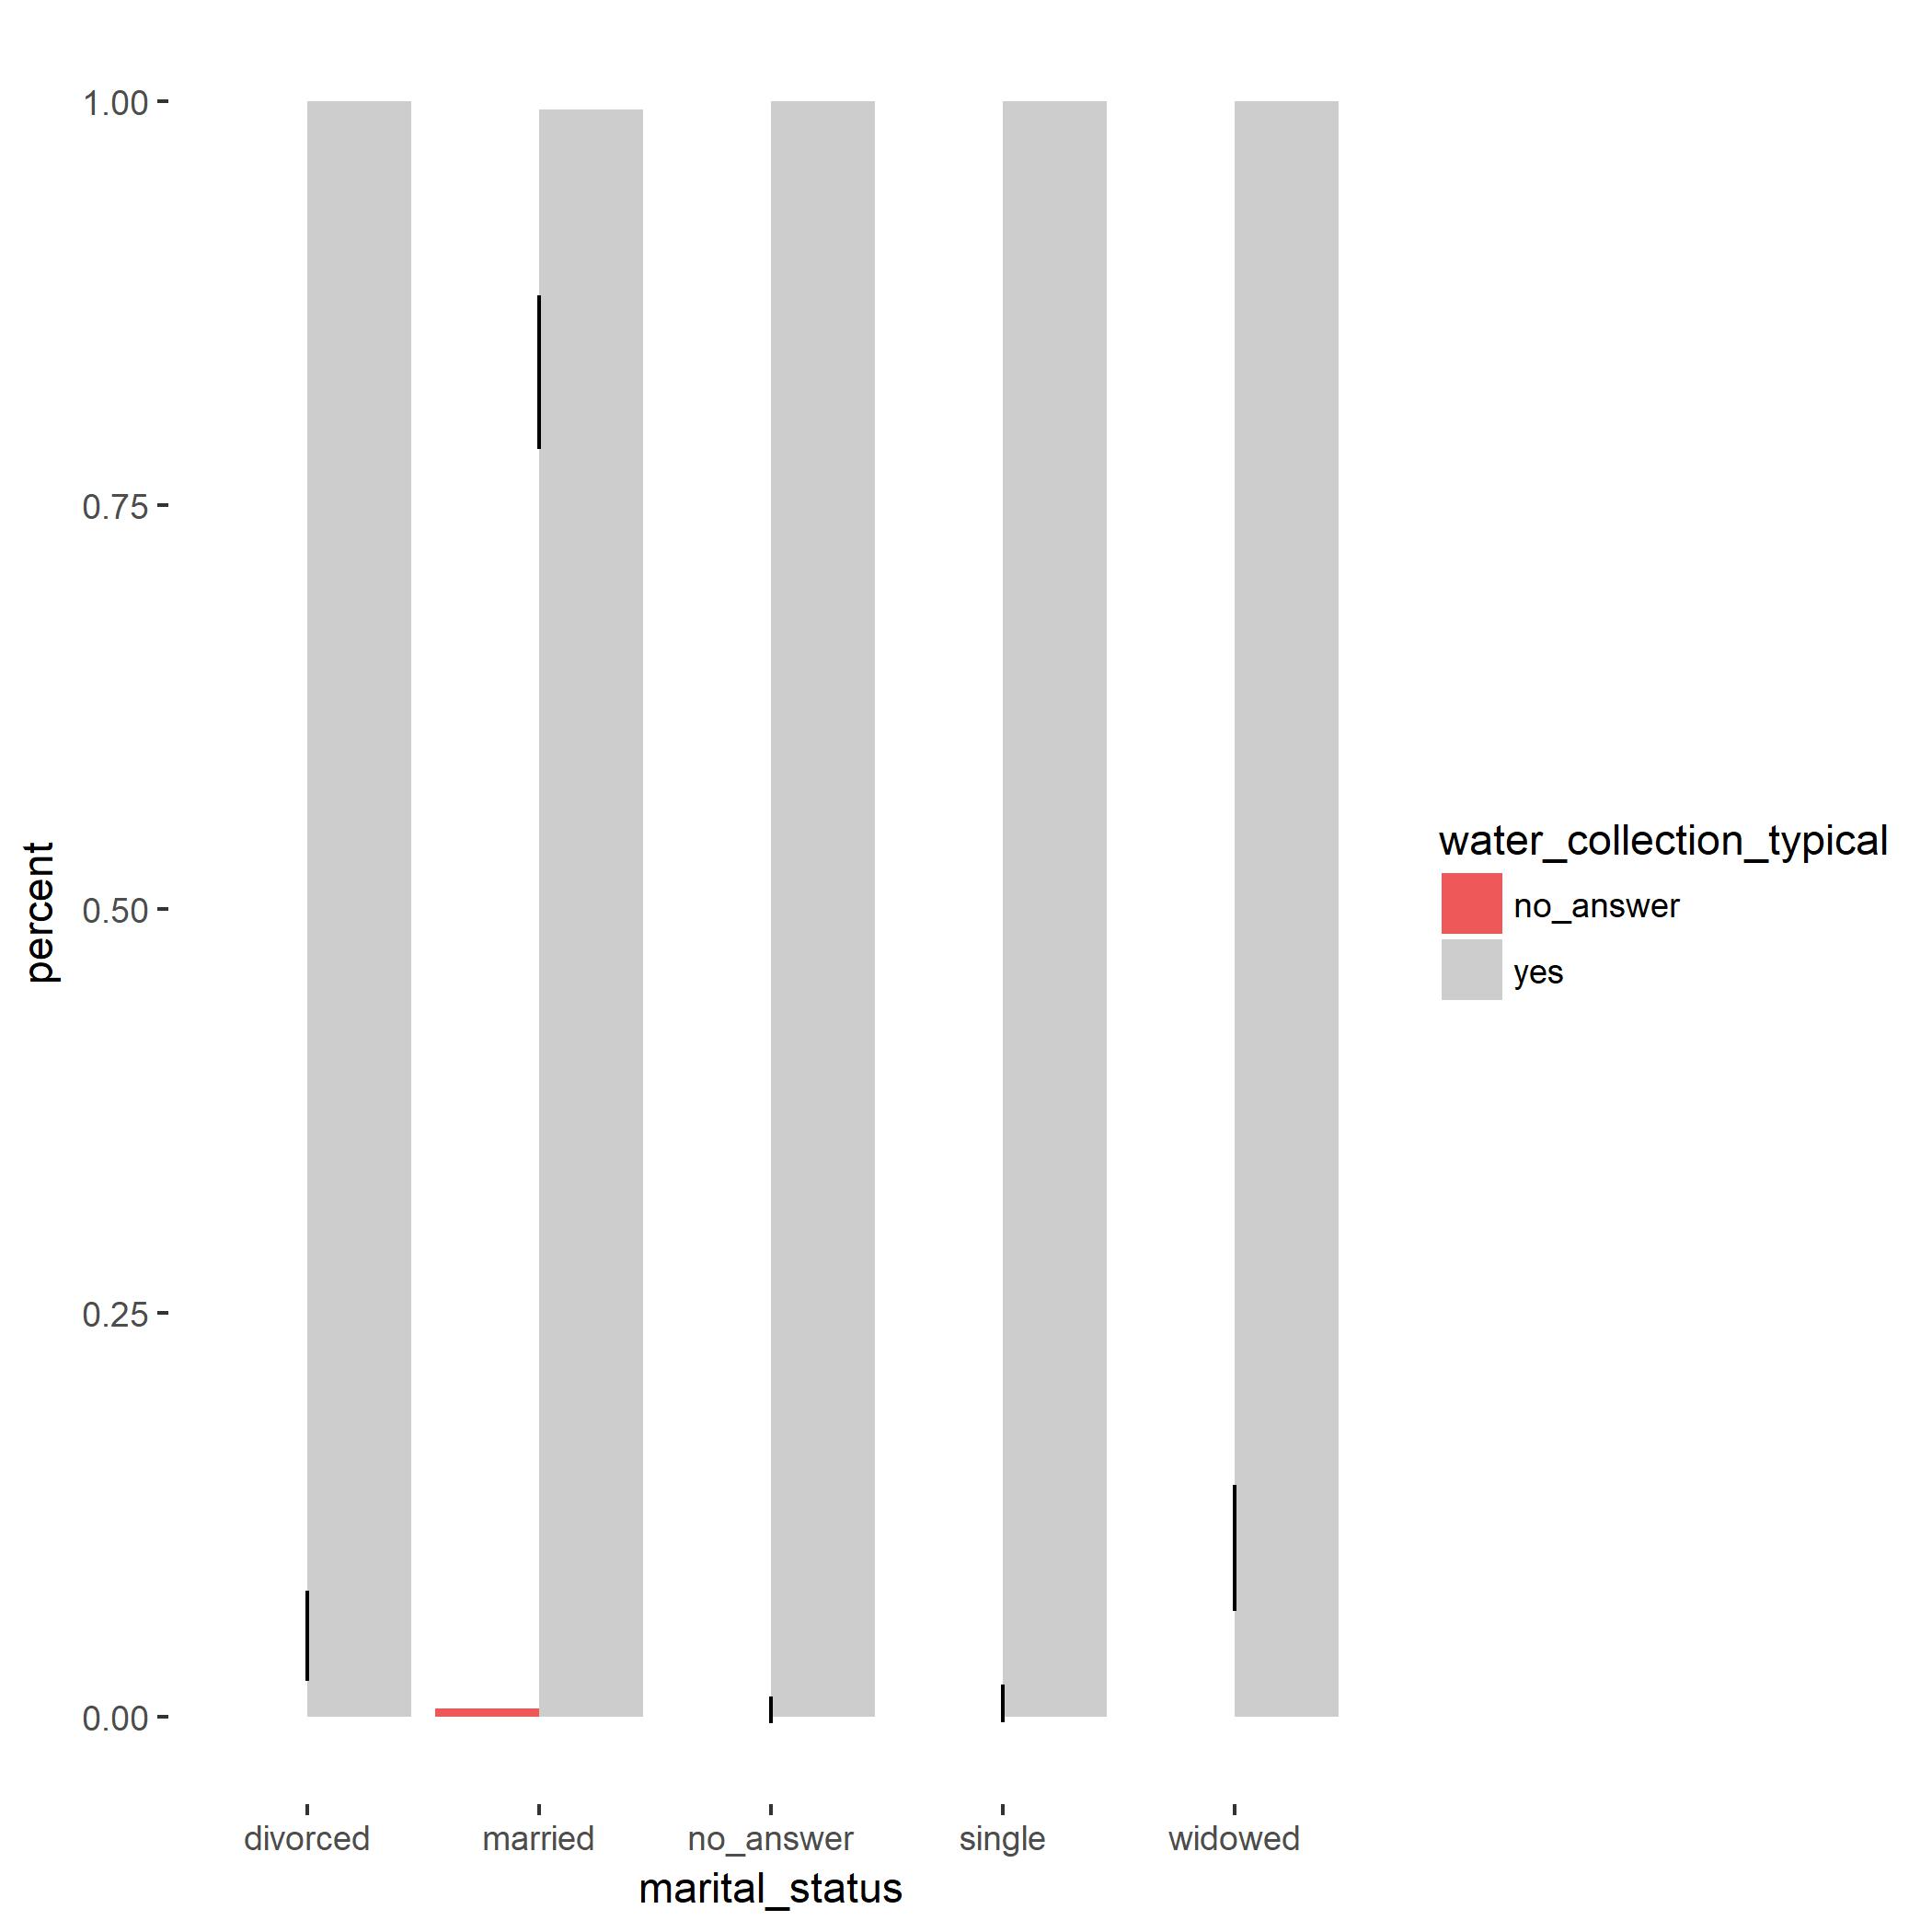 1.00
0.75
0.50
0.25
0.00
percent
divorced
married
no_answer
single
widowed
marital_status
water_collection_typical
no_answer
yes